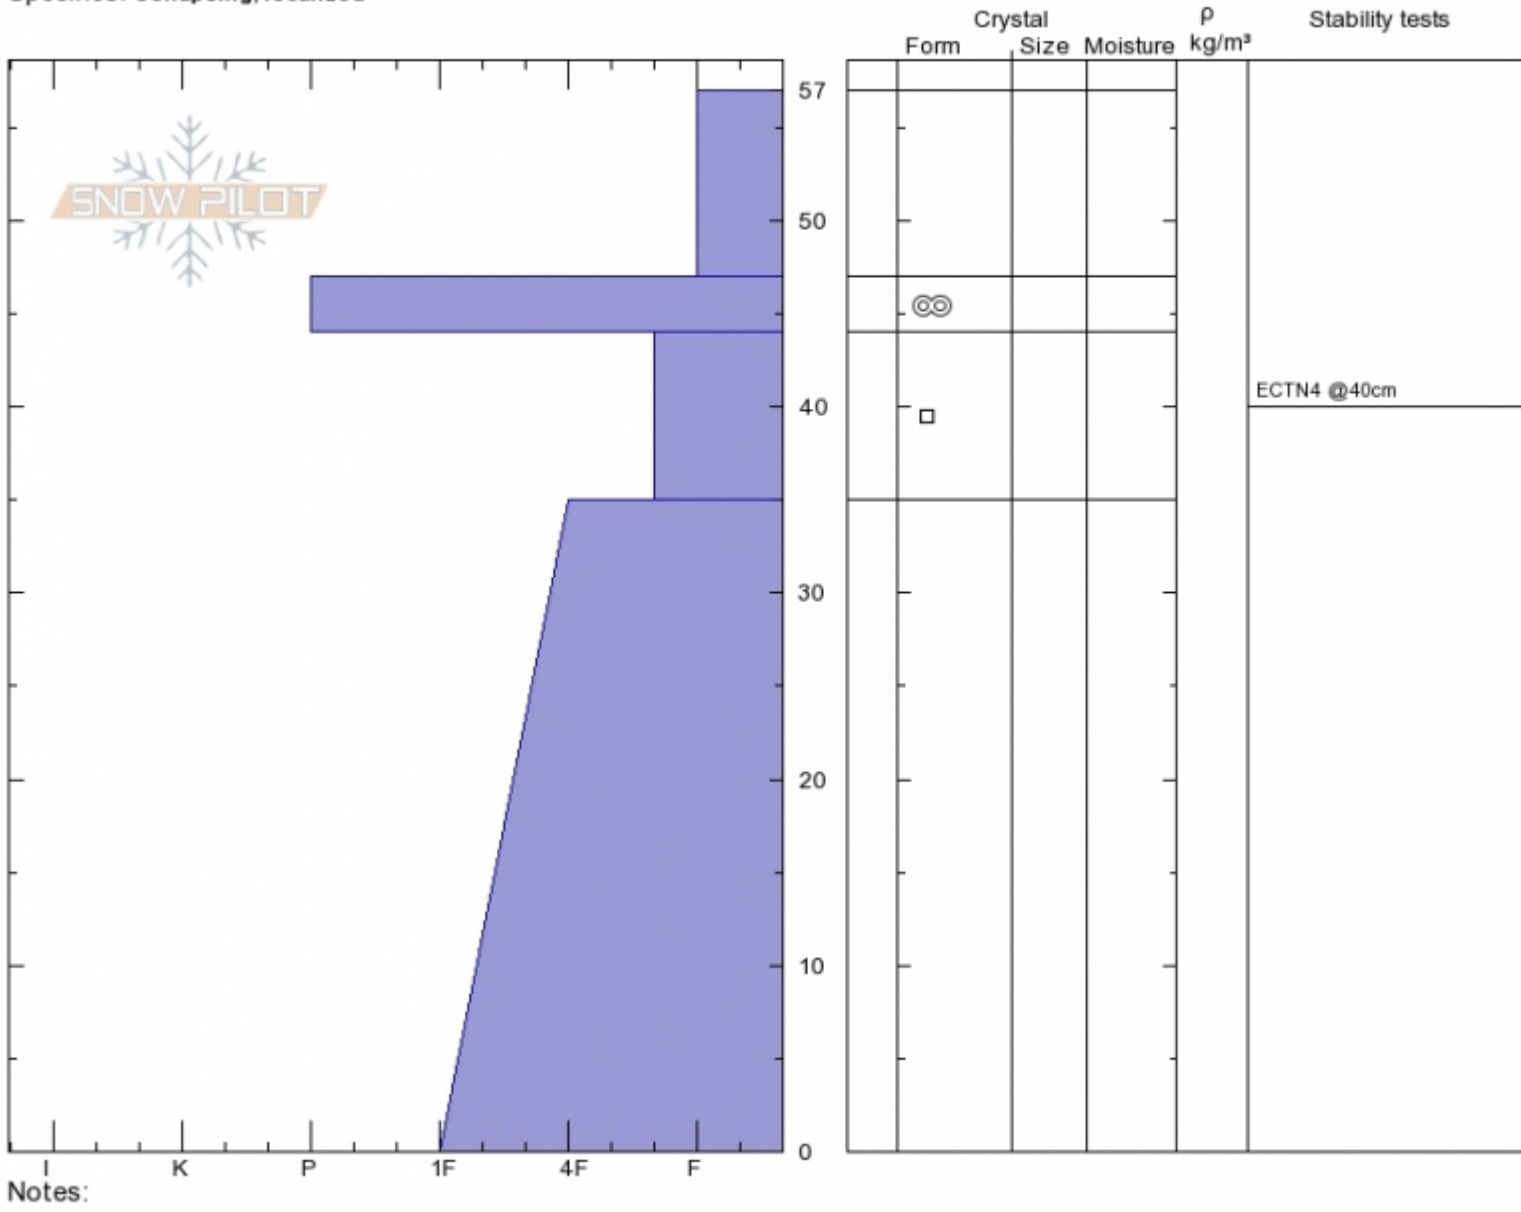 Crystal ρ Stability tests
Form Size Moisture kg/m³
57
SNOW PILOT
50
ECTN4 @40cm
40
30
20
10
0
I K P 1F 4F F
Notes: